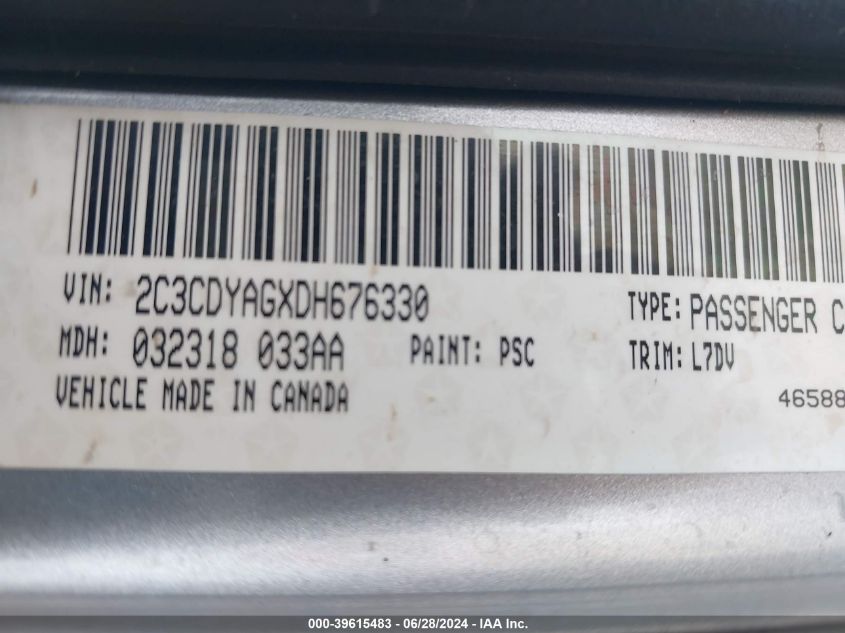 VIN: 2C3CDYAGXDH676330 TYPE: PASSENGER C
MDH: 032318 033AA PAINT: PSC TRIM: L7DV
VEHICLE MADE IN CANADA 46588
000-39615483 - 06/28/2024 - IAA Inc.